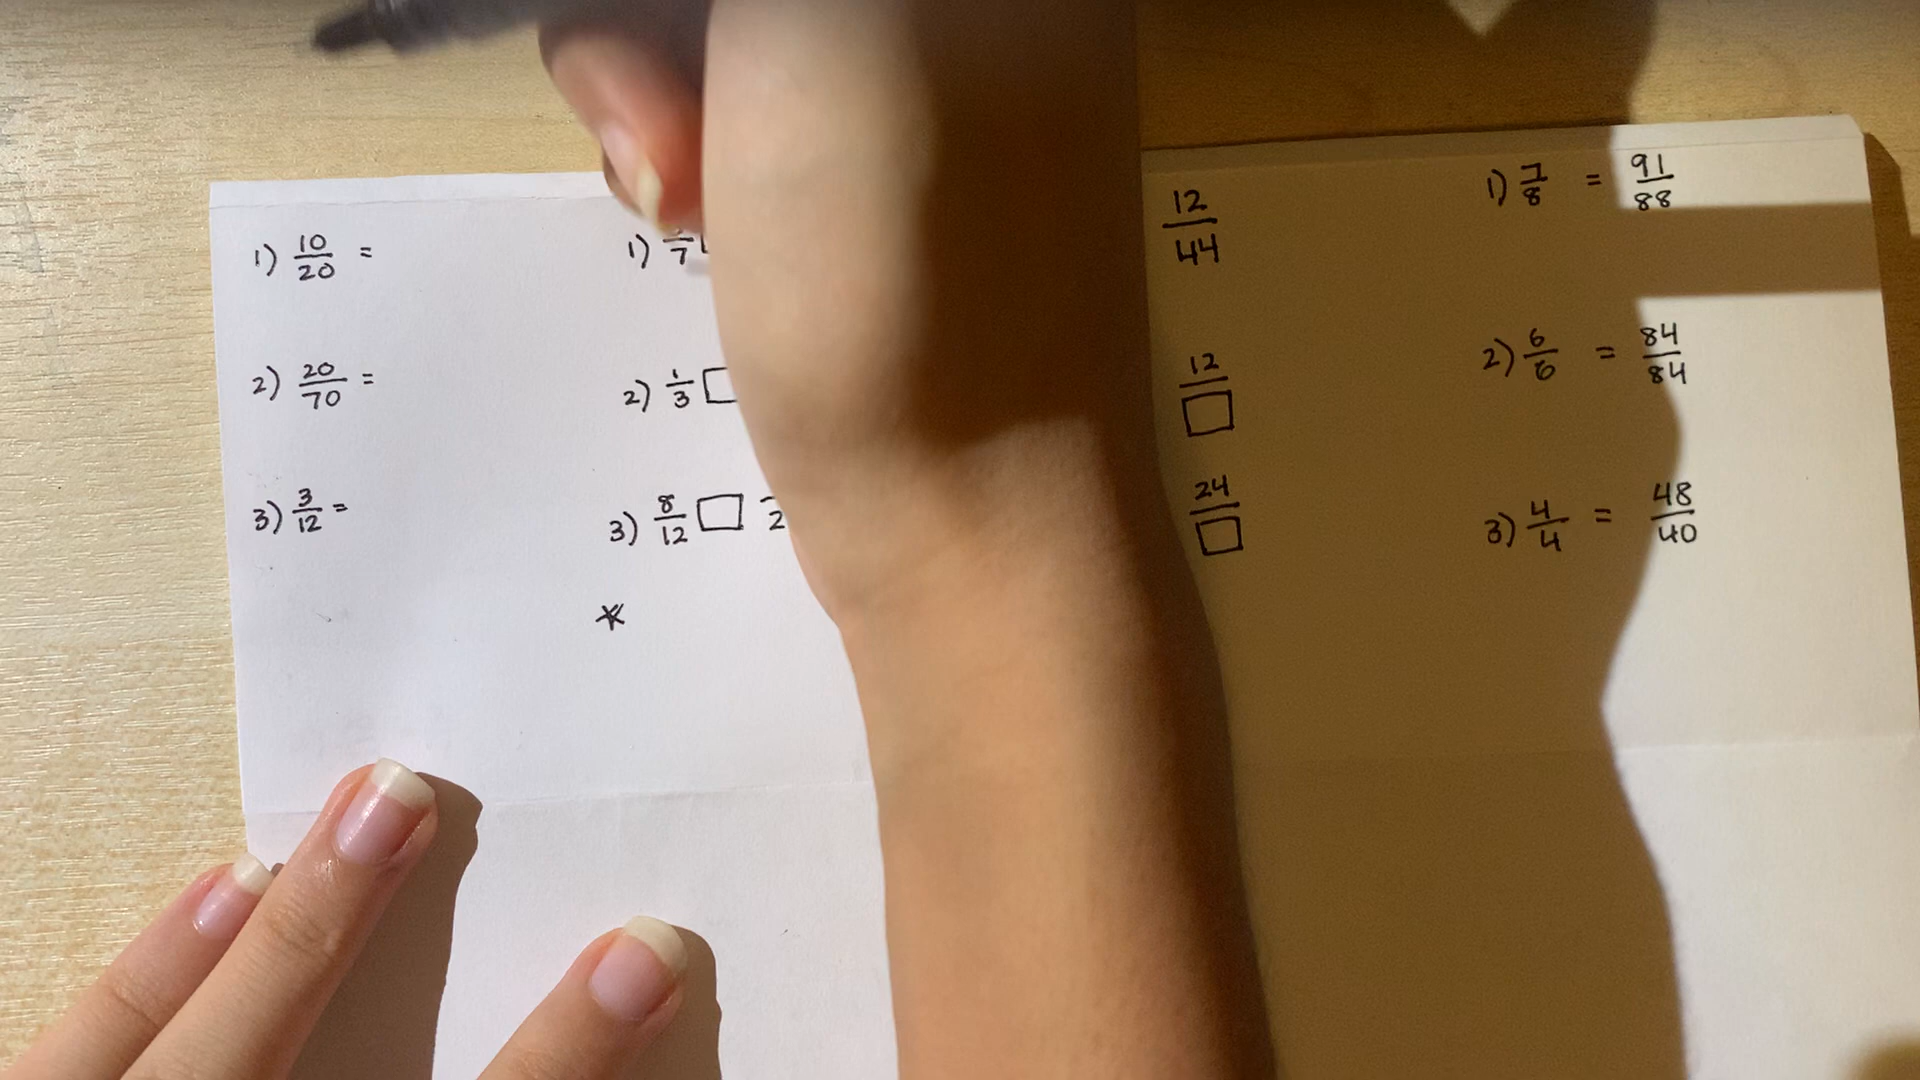 1) 10/20 =
2) 20/70 =
3) 3/12 =
1) /7
2) 1/3 □
3) 8/12 □ 2
*
12/44
12/□
24/□
1) 7/8 = 91/88
2) 6/6 = 84/84
3) 4/4 = 48/40